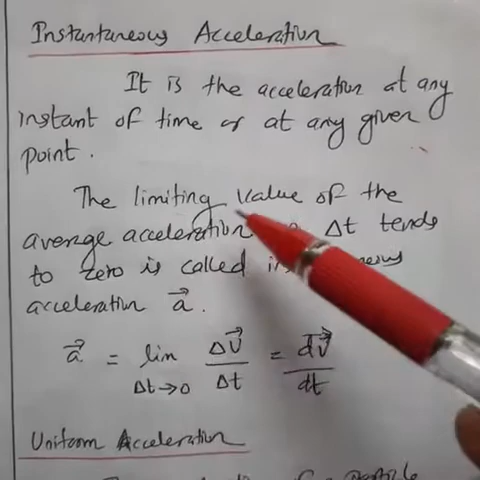 Instantaneous Acceleration
It is the acceleration at any
instant of time or at any given
point.
The limiting value of the
average acceleration Δt tends
to zero is called
acceleration a⃗.
a⃗ = lim Δt→0 Δv⃗/Δt = dv⃗/dt
Uniform Acceleration
particle